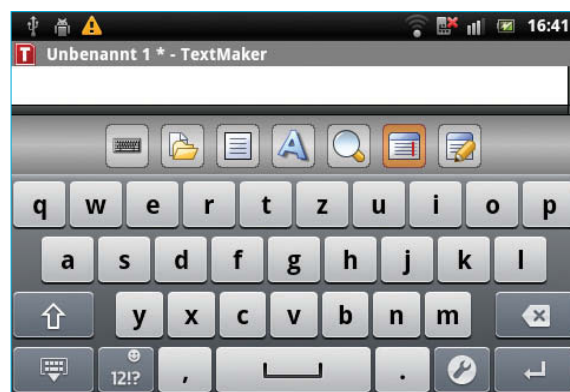 16:41
T Unbenannt 1 * - TextMaker
A
q w e r t z u i o p
a s d f g h j k l
y x c v b n m
12!? , .